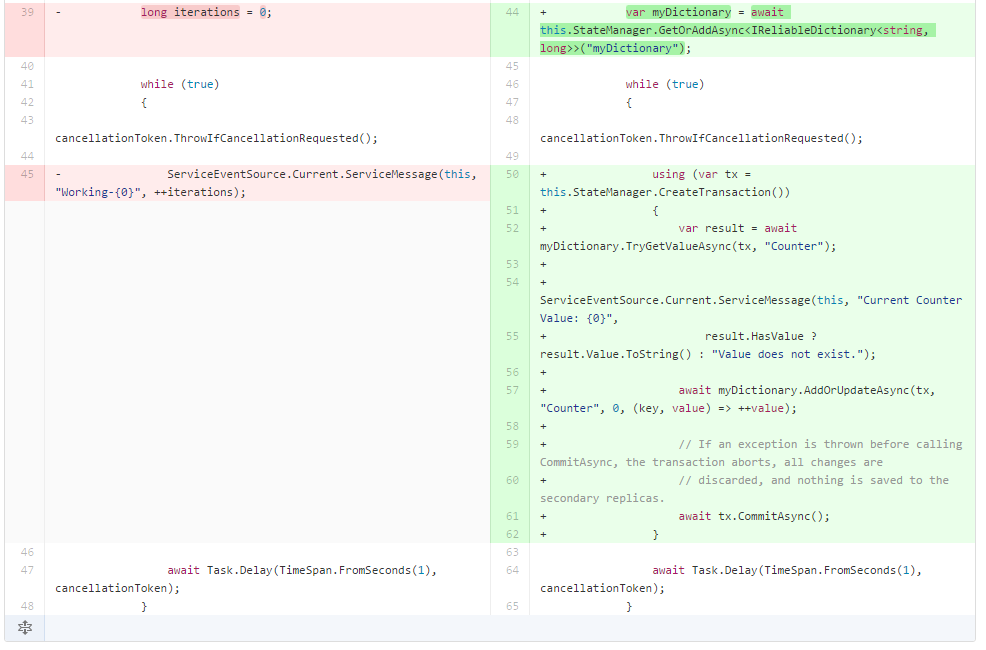 39 - long iterations = 0;
40
41 while (true)
42 {
43
cancellationToken.ThrowIfCancellationRequested();
44
45 - ServiceEventSource.Current.ServiceMessage(this,
"Working-{0}", ++iterations);
46
47 await Task.Delay(TimeSpan.FromSeconds(1),
cancellationToken);
48 }
44 + var myDictionary = await
this.StateManager.GetOrAddAsync<IReliableDictionary<string,
long>>("myDictionary");
45
46 while (true)
47 {
48
cancellationToken.ThrowIfCancellationRequested();
49
50 + using (var tx =
this.StateManager.CreateTransaction())
51 + {
52 + var result = await
myDictionary.TryGetValueAsync(tx, "Counter");
53 +
54 +
ServiceEventSource.Current.ServiceMessage(this, "Current Counter
Value: {0}",
55 + result.HasValue ?
result.Value.ToString() : "Value does not exist.");
56 +
57 + await myDictionary.AddOrUpdateAsync(tx,
"Counter", 0, (key, value) => ++value);
58 +
59 + // If an exception is thrown before calling
CommitAsync, the transaction aborts, all changes are
60 + // discarded, and nothing is saved to the
secondary replicas.
61 + await tx.CommitAsync();
62 + }
63
64 await Task.Delay(TimeSpan.FromSeconds(1),
cancellationToken);
65 }